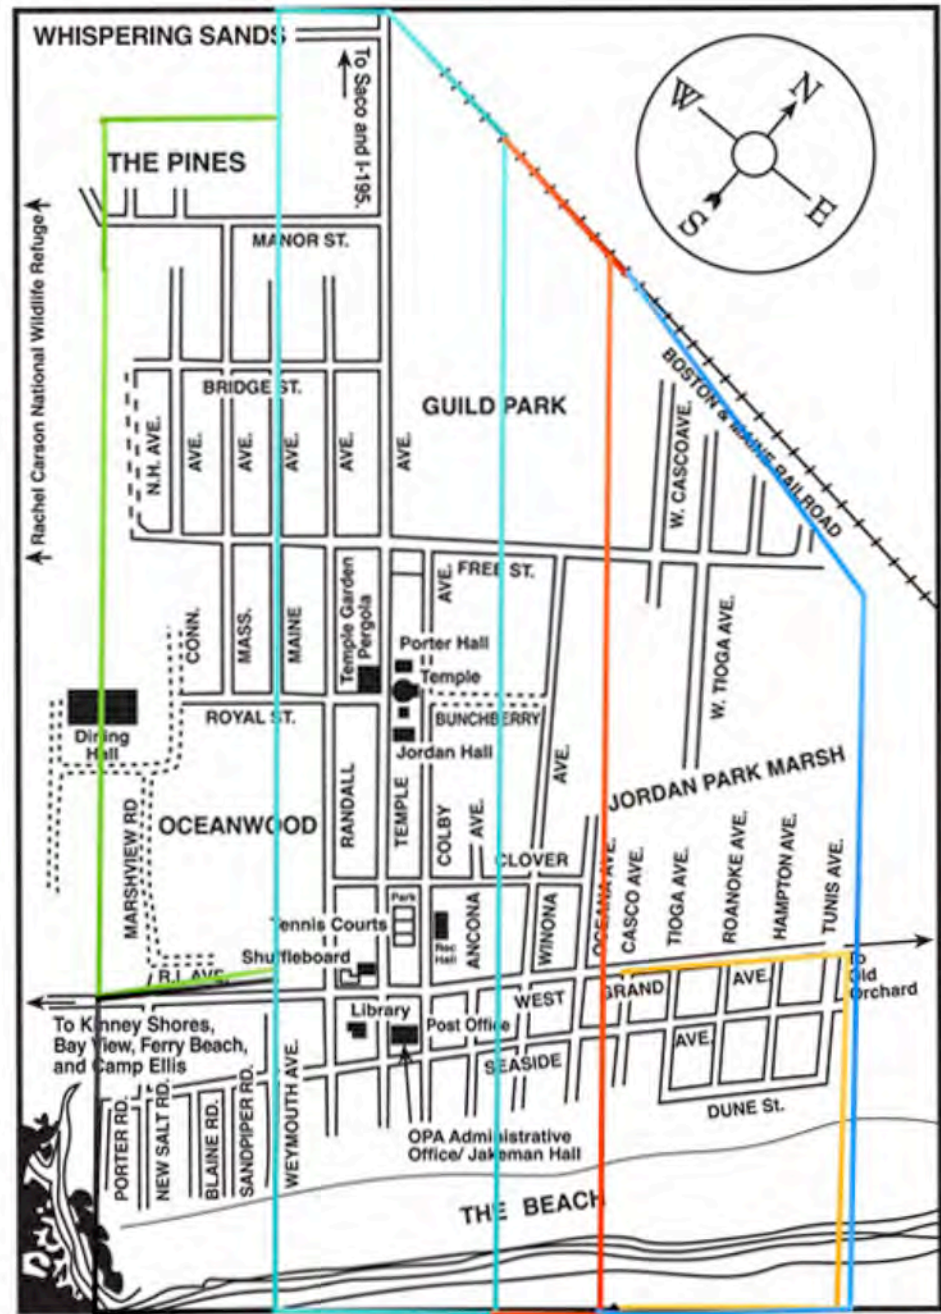 WHISPERING SANDS
To Saco and I-195.
THE PINES
N
W
E
S
MANOR ST.
Rachel Carson National Wildlife Refuge
BRIDGE ST.
GUILD PARK
BOSTON & MAINE RAILROAD
N.H. AVE.
AVE.
AVE.
AVE.
AVE.
AVE.
W. CASCOAVE.
FREE ST.
AVE.
CONN.
MASS.
MAINE
Temple Garden
Pergola
Porter Hall
Temple
W. TIOGA AVE.
ROYAL ST.
BUNCHBERRY
Dining
Hall
Jordan Hall
AVE.
JORDAN PARK MARSH
MARSHVIEW RD
OCEANWOOD
RANDALL
TEMPLE
COLBY
AVE.
CLOVER
Park
Tennis Courts
Rec
Hall
ANCONA
WINONA
OCEANA AVE.
CASCO AVE.
TIOGA AVE.
ROANOKE AVE.
HAMPTON AVE.
TUNIS AVE.
Shuffleboard
R.I. AVE.
WEST
GRAND
AVE.
To
Old
Orchard
To Kinney Shores,
Bay View, Ferry Beach,
and Camp Ellis
Library
Post Office
SEASIDE
AVE.
DUNE St.
PORTER RD.
NEW SALT RD.
BLAINE RD.
SANDPIPER RD.
WEYMOUTH AVE.
OPA Administrative
Office/ Jakeman Hall
THE BEACH